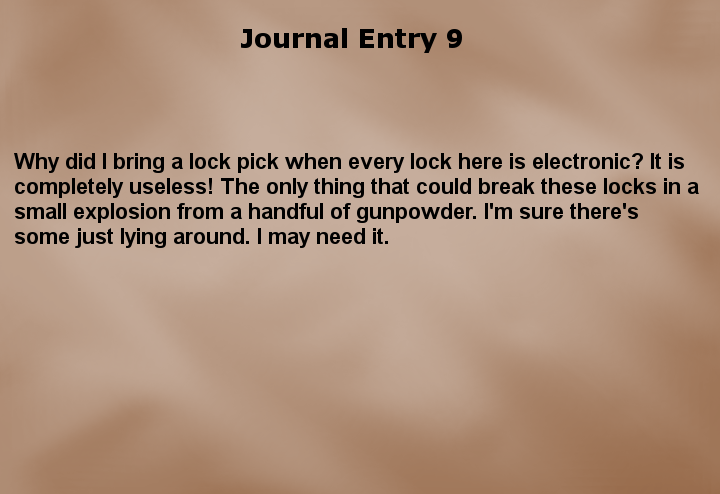 Journal Entry 9
Why did I bring a lock pick when every lock here is electronic? It is
completely useless! The only thing that could break these locks in a
small explosion from a handful of gunpowder. I'm sure there's
some just lying around. I may need it.